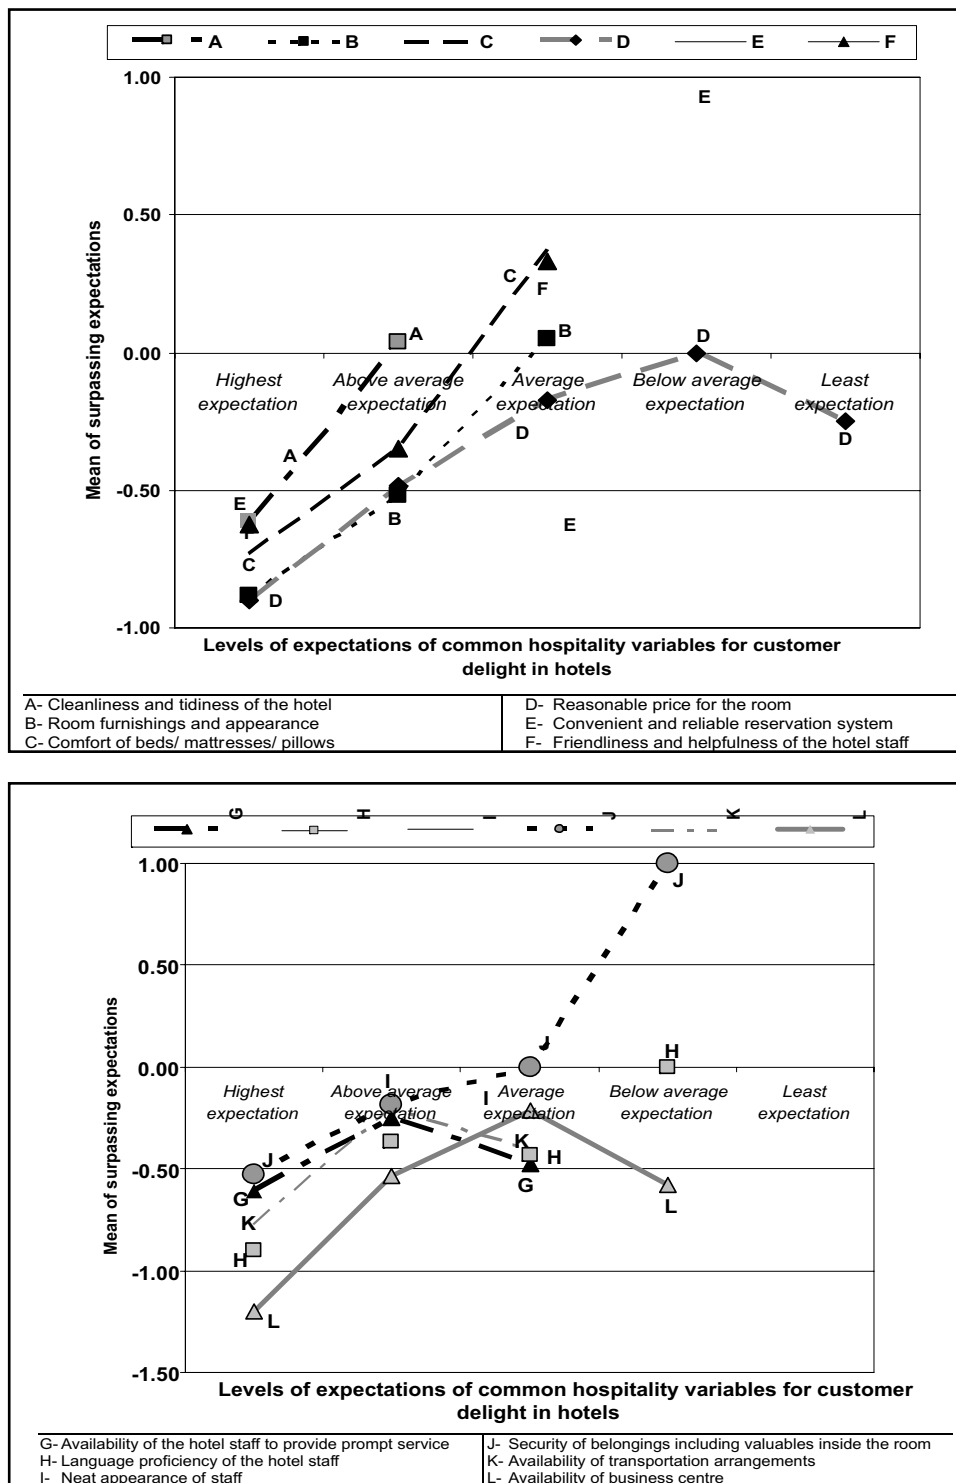 A B C D E F
1.00
E
0.50
C
F
A
B
D
0.00
Highest expectation
Above average expectation
Average expectation
Below average expectation
Least expectation
D
D
A
-0.50
E
F
B
E
C
D
-1.00
Mean of surpassing expectations
Levels of expectations of common hospitality variables for customer
delight in hotels
A- Cleanliness and tidiness of the hotel
B- Room furnishings and appearance
C- Comfort of beds/ mattresses/ pillows
D- Reasonable price for the room
E- Convenient and reliable reservation system
F- Friendliness and helpfulness of the hotel staff
G H I J K L
1.00
J
0.50
J
H
0.00
I
Highest expectation
Above average expectation
Average expectation
Below average expectation
Least expectation
I
K
J
H
-0.50
G
G
K
L
H
-1.00
L
-1.50
Mean of surpassing expectations
Levels of expectations of common hospitality variables for customer
delight in hotels
G- Availability of the hotel staff to provide prompt service
H- Language proficiency of the hotel staff
I- Neat appearance of staff
J- Security of belongings including valuables inside the room
K- Availability of transportation arrangements
L- Availability of business centre